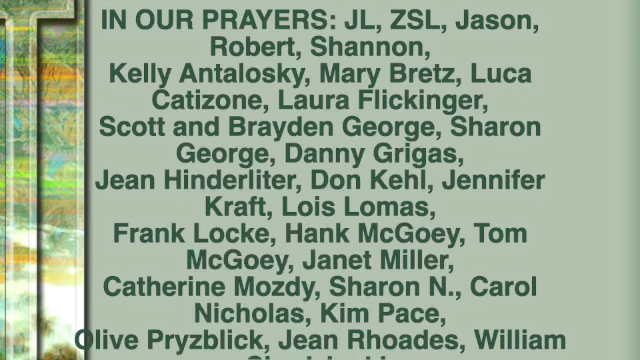 IN OUR PRAYERS: JL, ZSL, Jason,
Robert, Shannon,
Kelly Antalosky, Mary Bretz, Luca
Catizone, Laura Flickinger,
Scott and Brayden George, Sharon
George, Danny Grigas,
Jean Hinderliter, Don Kehl, Jennifer
Kraft, Lois Lomas,
Frank Locke, Hank McGoey, Tom
McGoey, Janet Miller,
Catherine Mozdy, Sharon N., Carol
Nicholas, Kim Pace,
Olive Pryzblick, Jean Rhoades, William